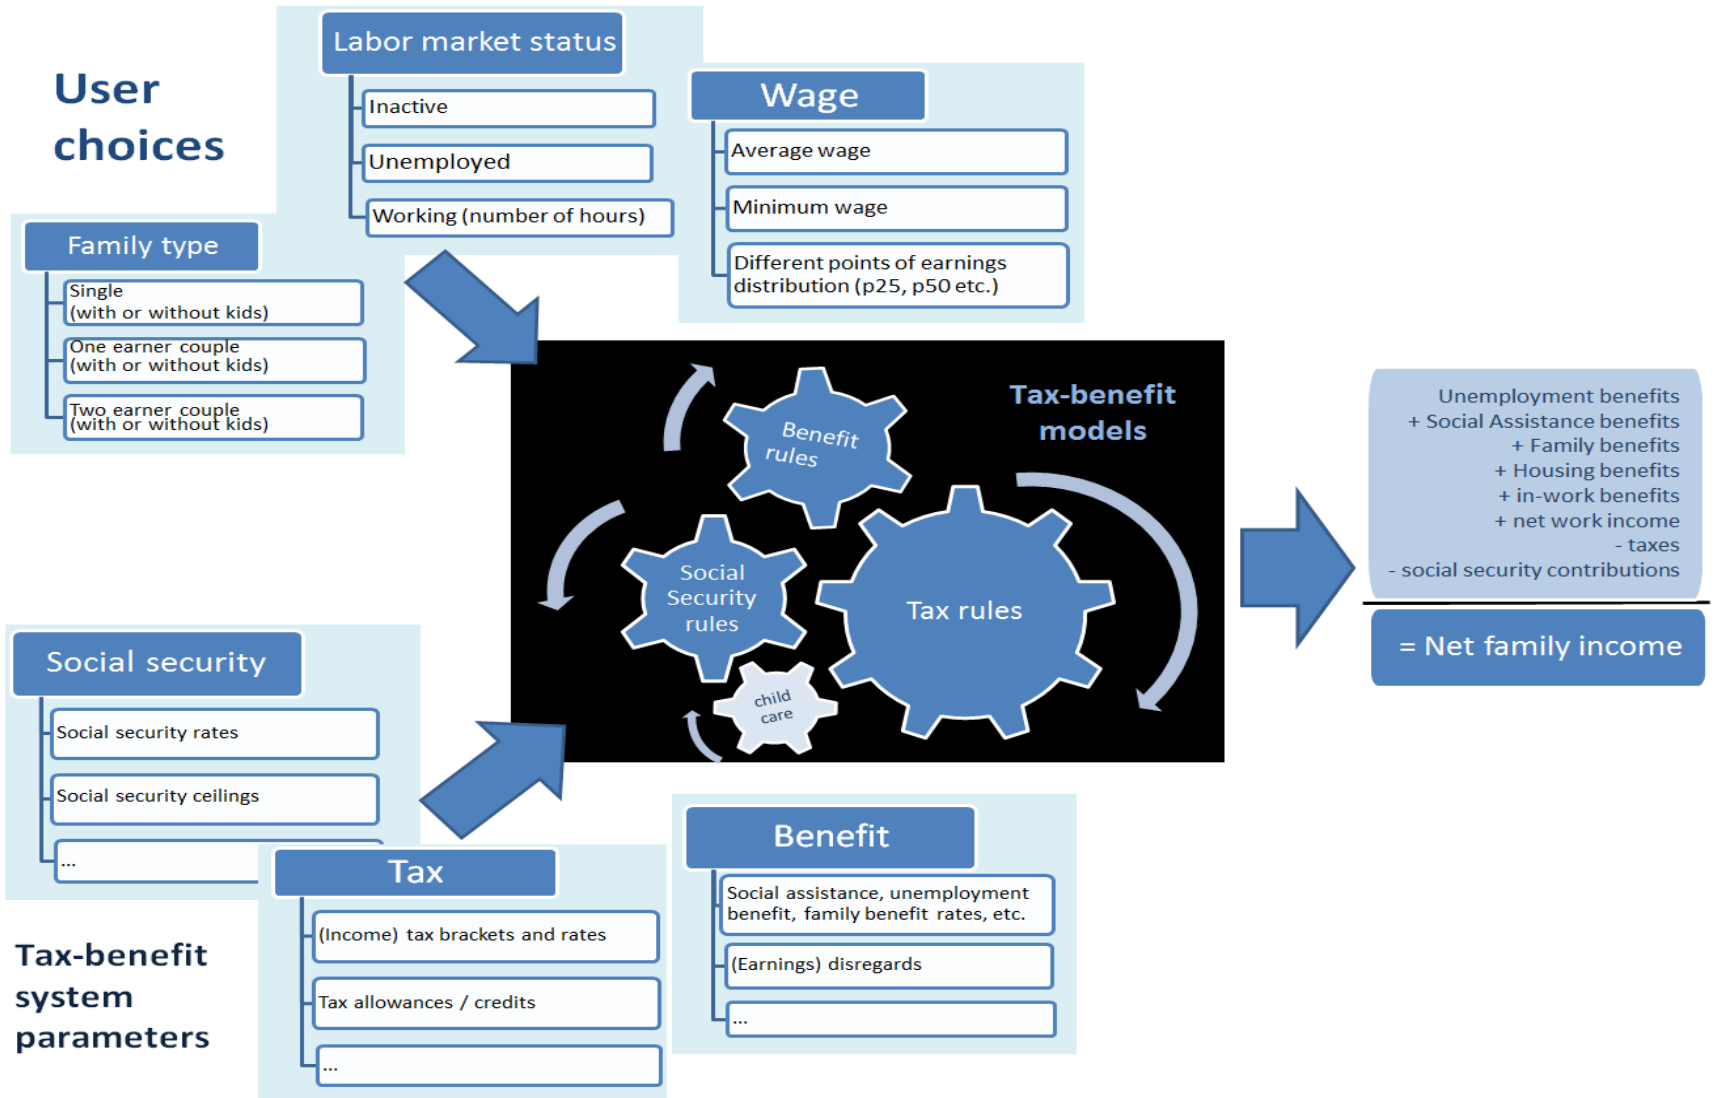 User
choices
Labor market status
Inactive
Unemployed
Working (number of hours)
Wage
Average wage
Minimum wage
Different points of earnings
distribution (p25, p50 etc.)
Family type
Single
(with or without kids)
One earner couple
(with or without kids)
Two earner couple
(with or without kids)
Tax-benefit
models
Benefit
rules
Social
Security
rules
Tax rules
child
care
Unemployment benefits
+ Social Assistance benefits
+ Family benefits
+ Housing benefits
+ in-work benefits
+ net work income
- taxes
- social security contributions
= Net family income
Social security
Social security rates
Social security ceilings
...
Tax
(Income) tax brackets and rates
Tax allowances / credits
...
Benefit
Social assistance, unemployment
benefit, family benefit rates, etc.
(Earnings) disregards
...
Tax-benefit
system
parameters